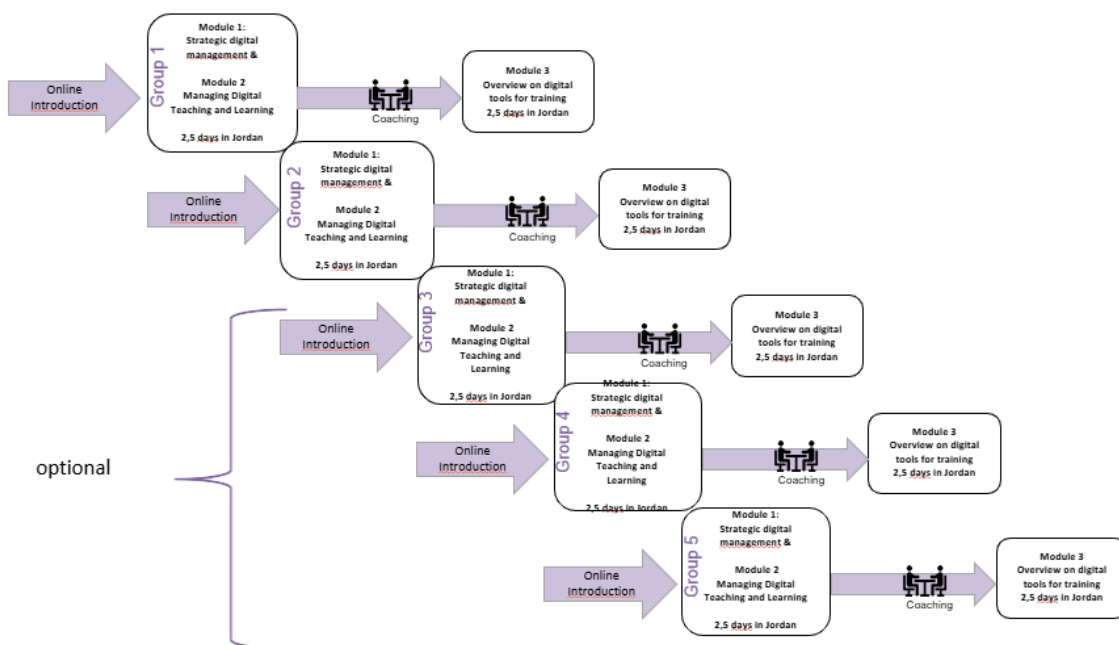 Online
Introduction
Group 1
Module 1:
Strategic digital
management &
Module 2
Managing Digital
Teaching and Learning
2,5 days in Jordan
Coaching
Module 3
Overview on digital
tools for training
2,5 days in Jordan
Online
Introduction
Group 2
Module 1:
Strategic digital
management &
Module 2
Managing Digital
Teaching and Learning
2,5 days in Jordan
Coaching
Module 3
Overview on digital
tools for training
2,5 days in Jordan
optional
Online
Introduction
Group 3
Module 1:
Strategic digital
management &
Module 2
Managing Digital
Teaching and
Learning
2,5 days in Jordan
Coaching
Module 3
Overview on digital
tools for training
2,5 days in Jordan
Online
Introduction
Group 4
Module 1:
Strategic digital
management &
Module 2
Managing Digital
Teaching and
Learning
2,5 days in Jordan
Coaching
Module 3
Overview on digital
tools for training
2,5 days in Jordan
Online
Introduction
Group 5
Module 1:
Strategic digital
management &
Module 2
Managing Digital
Teaching and Learning
2,5 days in Jordan
Coaching
Module 3
Overview on digital
tools for training
2,5 days in Jordan